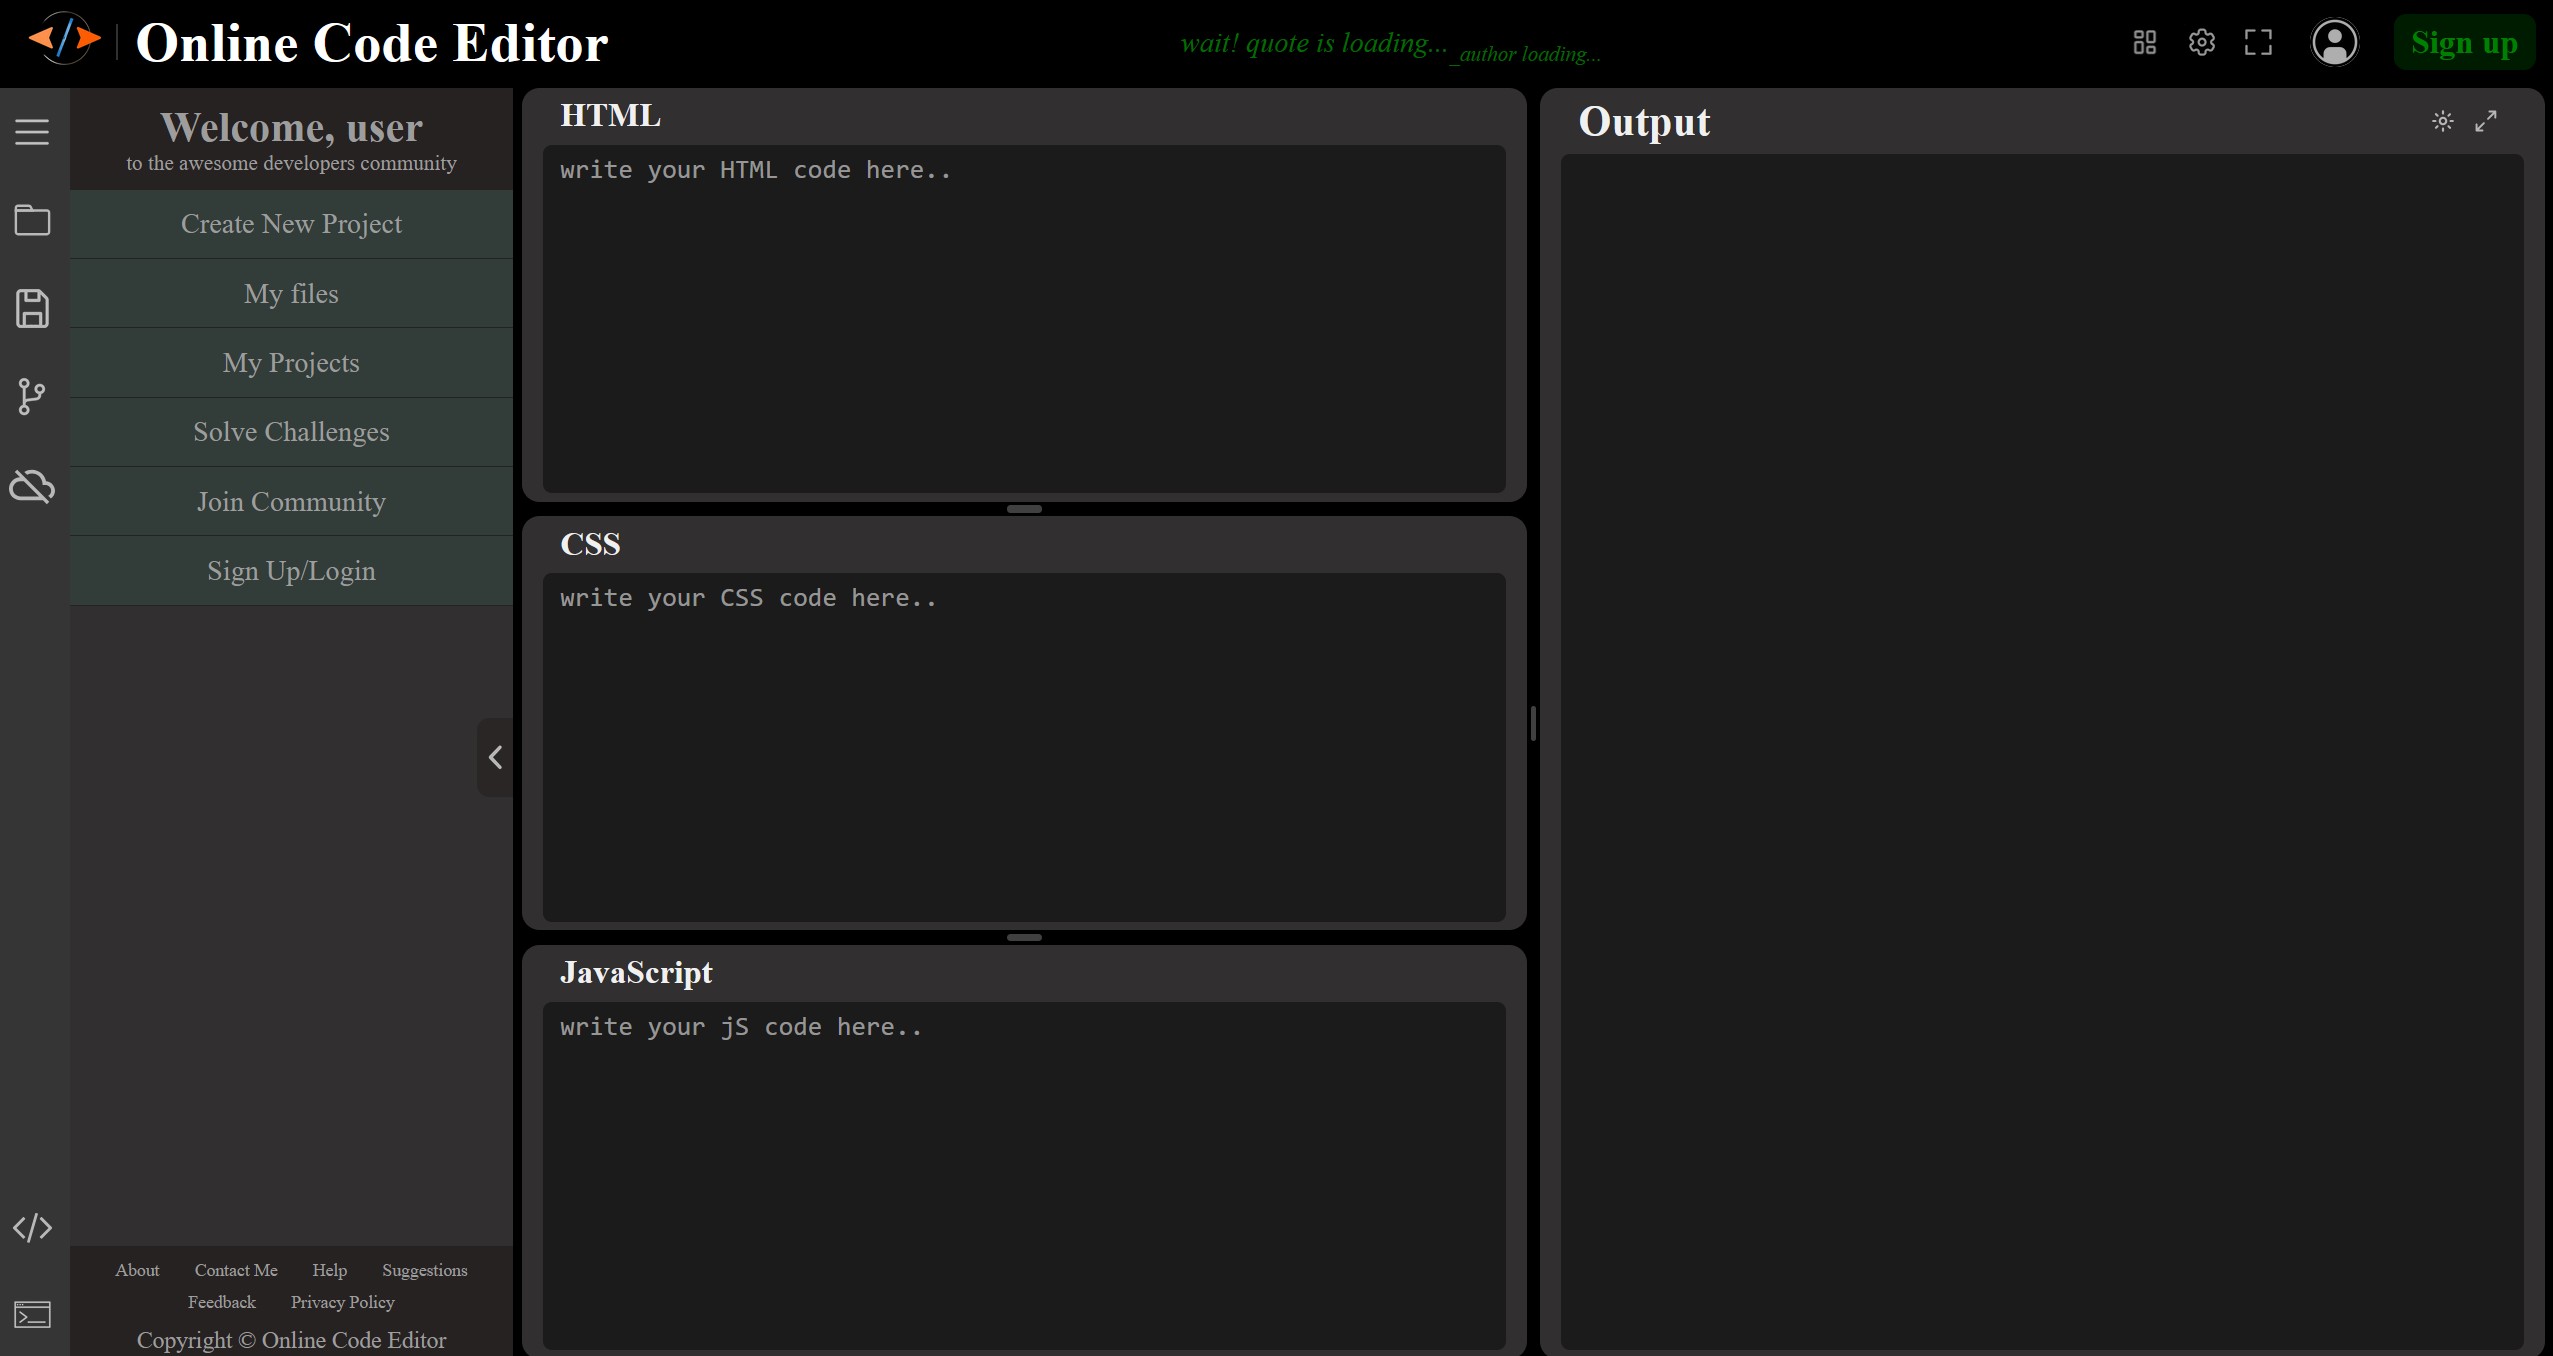 Online Code Editor
wait! quote is loading... _author loading...
Sign up
Welcome, user
to the awesome developers community
Create New Project
My files
My Projects
Solve Challenges
Join Community
Sign Up/Login
About Contact Me Help Suggestions
Feedback Privacy Policy
Copyright © Online Code Editor
HTML
write your HTML code here..
CSS
write your CSS code here..
JavaScript
write your jS code here..
Output